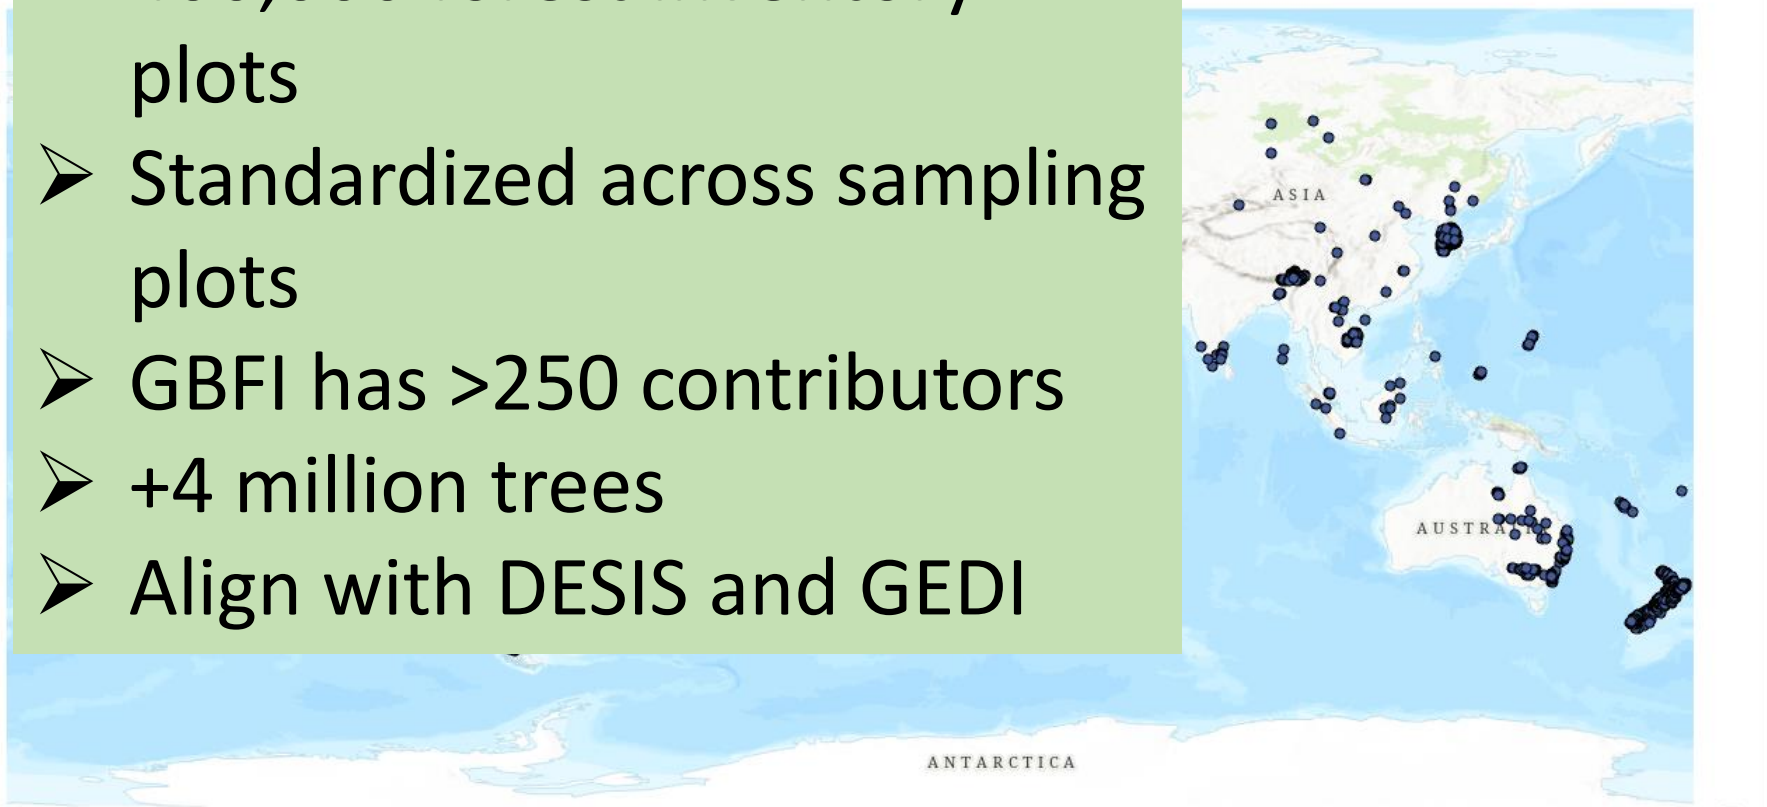 plots
➢ Standardized across sampling
plots
➢ GBFI has >250 contributors
➢ +4 million trees
➢ Align with DESIS and GEDI
ASIA
ANTARCTICA